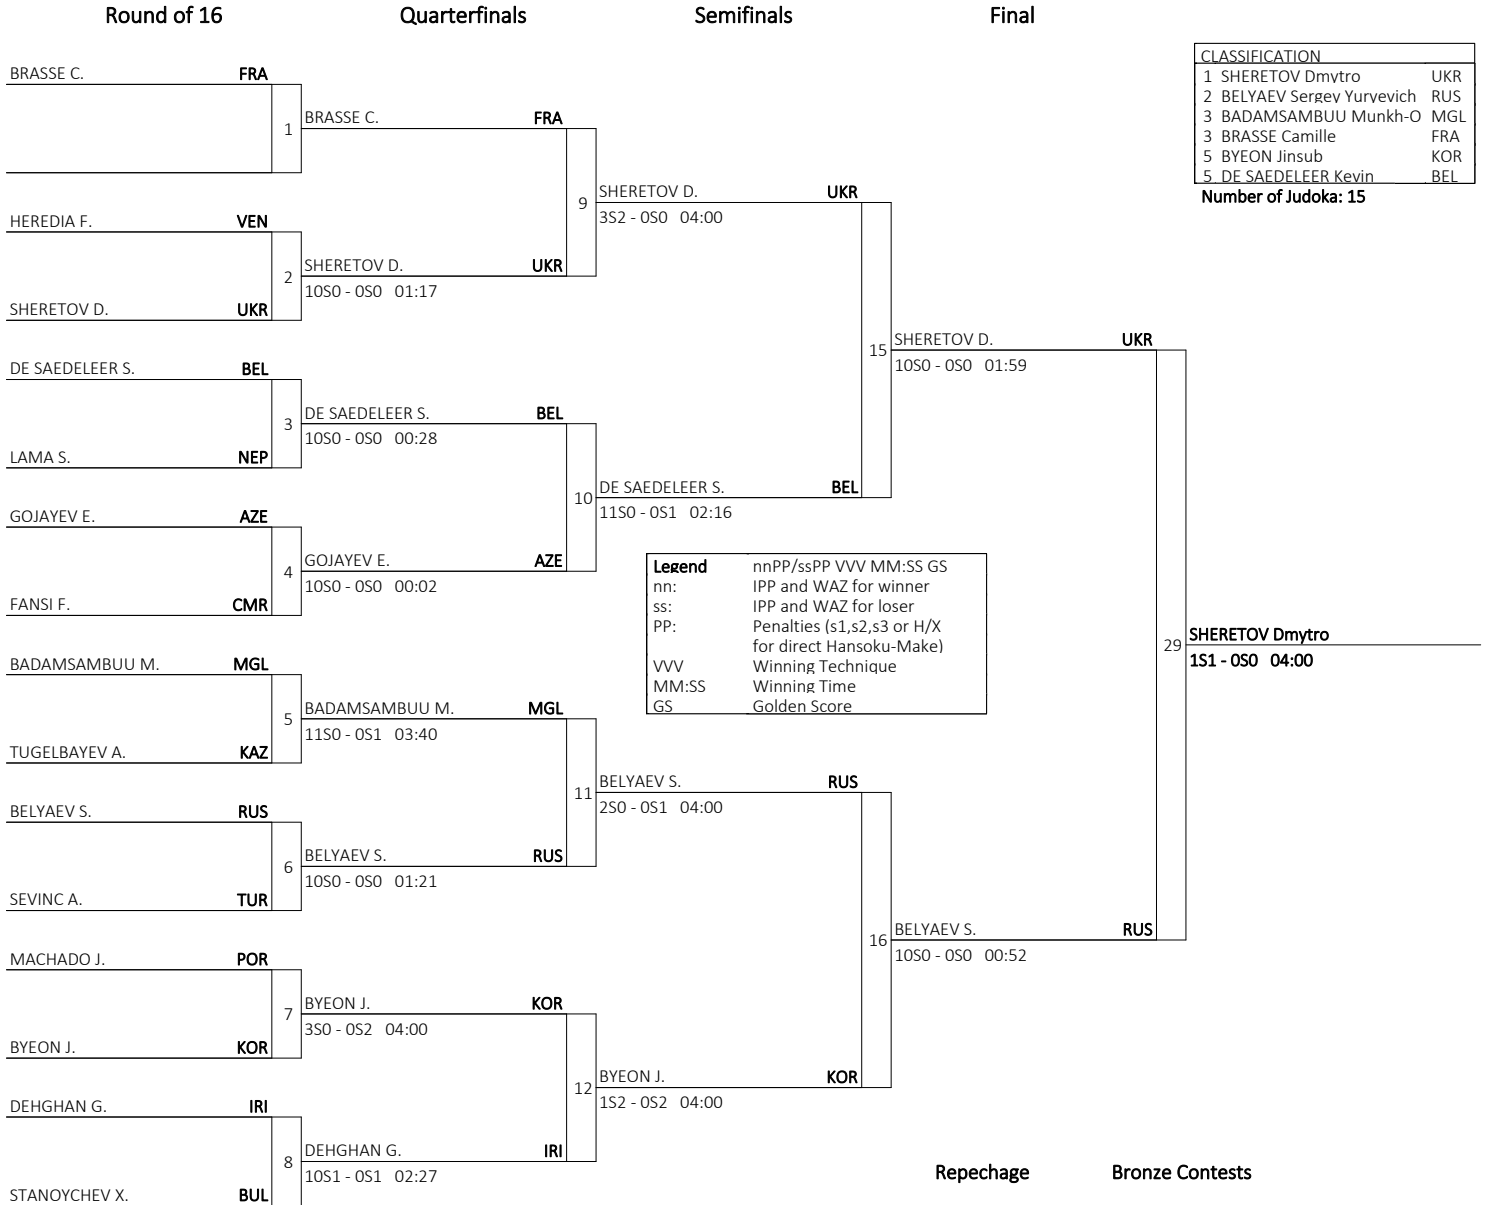 Round of 16 Quarterfinals Semifinals Final
CLASSIFICATION
1 SHERETOV Dmytro UKR
2 BELYAEV Sergey Yuryevich RUS
3 BADAMSAMBUU Munkh-O MGL
3 BRASSE Camille FRA
5 BYEON Jinsub KOR
5 DE SAEDELEER Kevin BEL
Number of Judoka: 15
BRASSE C. FRA
1
BRASSE C. FRA
HEREDIA F. VEN
2
SHERETOV D. UKR
10S0 - 0S0 01:17
SHERETOV D. UKR
9
SHERETOV D. UKR
3S2 - 0S0 04:00
DE SAEDELEER S. BEL
3
DE SAEDELEER S. BEL
10S0 - 0S0 00:28
LAMA S. NEP
10
DE SAEDELEER S. BEL
11S0 - 0S1 02:16
GOJAYEV E. AZE
4
GOJAYEV E. AZE
10S0 - 0S0 00:02
FANSI F. CMR
15
SHERETOV D. UKR
10S0 - 0S0 01:59
Legend nnPP/ssPP VVV MM:SS GS
nn: IPP and WAZ for winner
ss: IPP and WAZ for loser
PP: Penalties (s1,s2,s3 or H/X
for direct Hansoku-Make)
VVV Winning Technique
MM:SS Winning Time
GS Golden Score
29
SHERETOV Dmytro
1S1 - 0S0 04:00
BADAMSAMBUU M. MGL
5
BADAMSAMBUU M. MGL
11S0 - 0S1 03:40
TUGELBAYEV A. KAZ
11
BELYAEV S. RUS
2S0 - 0S1 04:00
BELYAEV S. RUS
6
BELYAEV S. RUS
10S0 - 0S0 01:21
SEVINC A. TUR
16
BELYAEV S. RUS
10S0 - 0S0 00:52
MACHADO J. POR
7
BYEON J. KOR
3S0 - 0S2 04:00
BYEON J. KOR
12
BYEON J. KOR
1S2 - 0S2 04:00
DEHGHAN G. IRI
8
DEHGHAN G. IRI
10S1 - 0S1 02:27
STANOYCHEV X. BUL
Repechage Bronze Contests